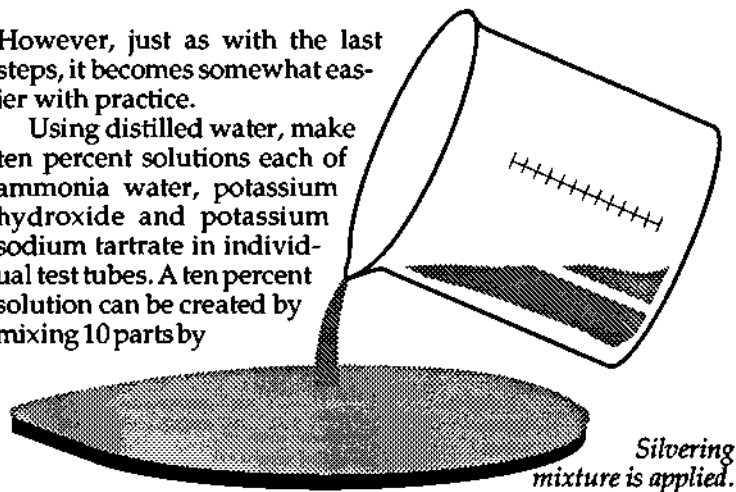 However, just as with the last
steps, it becomes somewhat eas-
ier with practice.
Using distilled water, make
ten percent solutions each of
ammonia water, potassium
hydroxide and potassium
sodium tartrate in individ-
ual test tubes. A ten percent
solution can be created by
mixing 10 parts by
Silvering
mixture is applied.